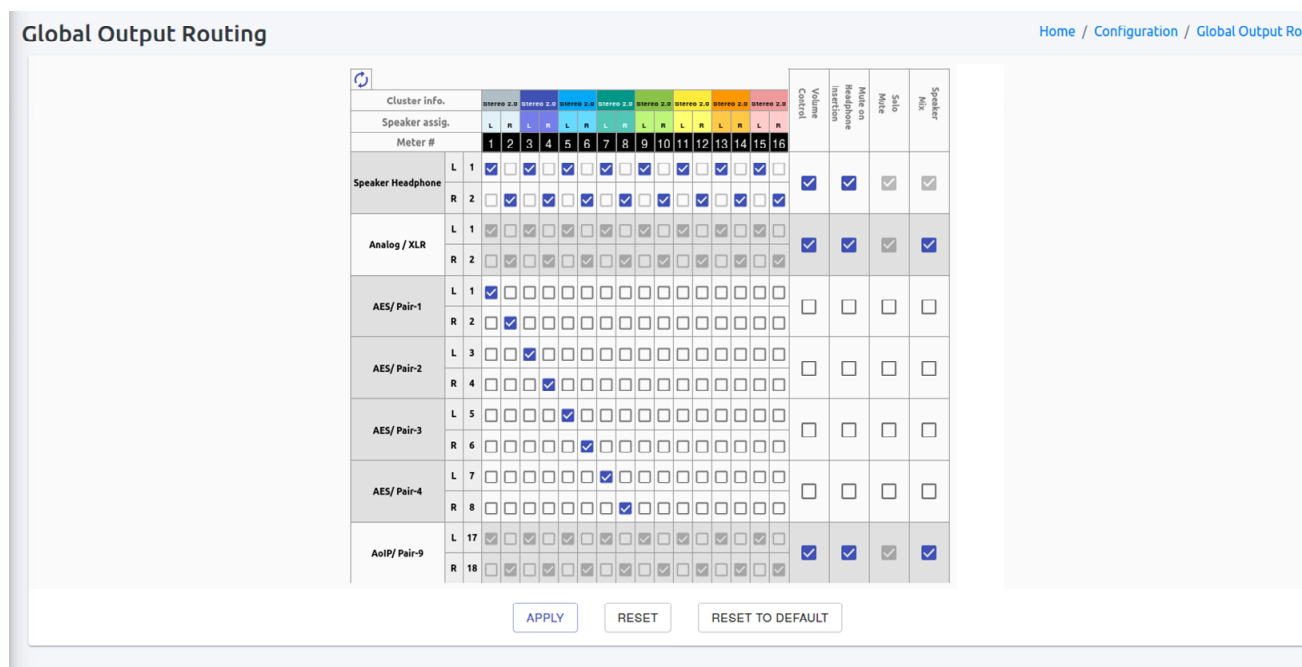 Global Output Routing
Home / Configuration / Global Output Ro
Cluster info. Stereo 2.0 Stereo 2.0 Stereo 2.0 Stereo 2.0 Stereo 2.0 Stereo 2.0 Stereo 2.0 Stereo 2.0
Volume Control
Mute on Headphone insertion
Solo Mute
Speaker Mix
Speaker assig. L R L R L R L R L R L R L R L R
Meter # 1 2 3 4 5 6 7 8 9 10 11 12 13 14 15 16
Speaker Headphone
L 1
R 2
Analog / XLR
L 1
R 2
AES/ Pair-1
L 1
R 2
AES/ Pair-2
L 3
R 4
AES/ Pair-3
L 5
R 6
AES/ Pair-4
L 7
R 8
AoIP/ Pair-9
L 17
R 18
APPLY RESET RESET TO DEFAULT